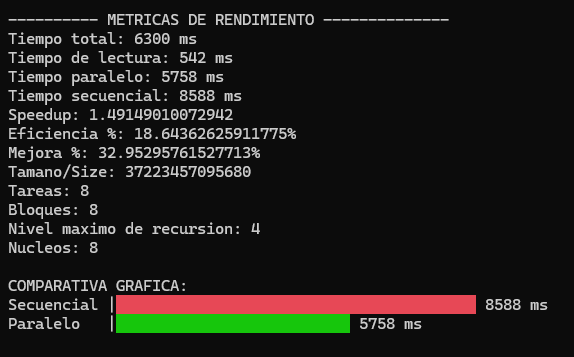 ---------- METRICAS DE RENDIMIENTO --------------
Tiempo total: 6300 ms
Tiempo de lectura: 542 ms
Tiempo paralelo: 5758 ms
Tiempo secuencial: 8588 ms
Speedup: 1.49149010072942
Eficiencia %: 18.64362625911775%
Mejora %: 32.95295761527713%
Tamano/Size: 37223457095680
Tareas: 8
Bloques: 8
Nivel maximo de recursion: 4
Nucleos: 8
COMPARATIVA GRAFICA:
Secuencial | 8588 ms
Paralelo | 5758 ms